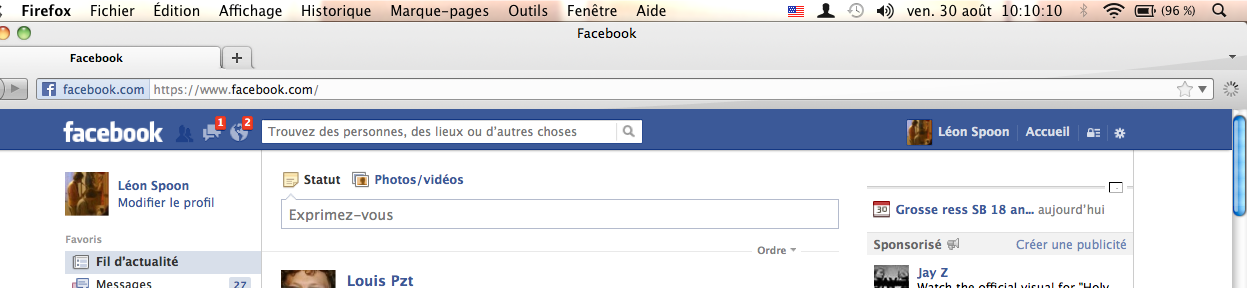 Firefox Fichier Édition Affichage Historique Marque-pages Outils Fenêtre Aide ven. 30 août 10:10:10 (96 %)
Facebook
Facebook +
facebook.com https://www.facebook.com/
facebook 1 2 Trouvez des personnes, des lieux ou d'autres choses Léon Spoon Accueil
Léon Spoon
Modifier le profil
Favoris
Fil d'actualité
Messages 27
Statut Photos/vidéos
Exprimez-vous
Ordre
Louis Pzt
30 Grosse ress SB 18 an... aujourd'hui
Sponsorisé Créer une publicité
Jay Z
Watch the official visual for "Holy